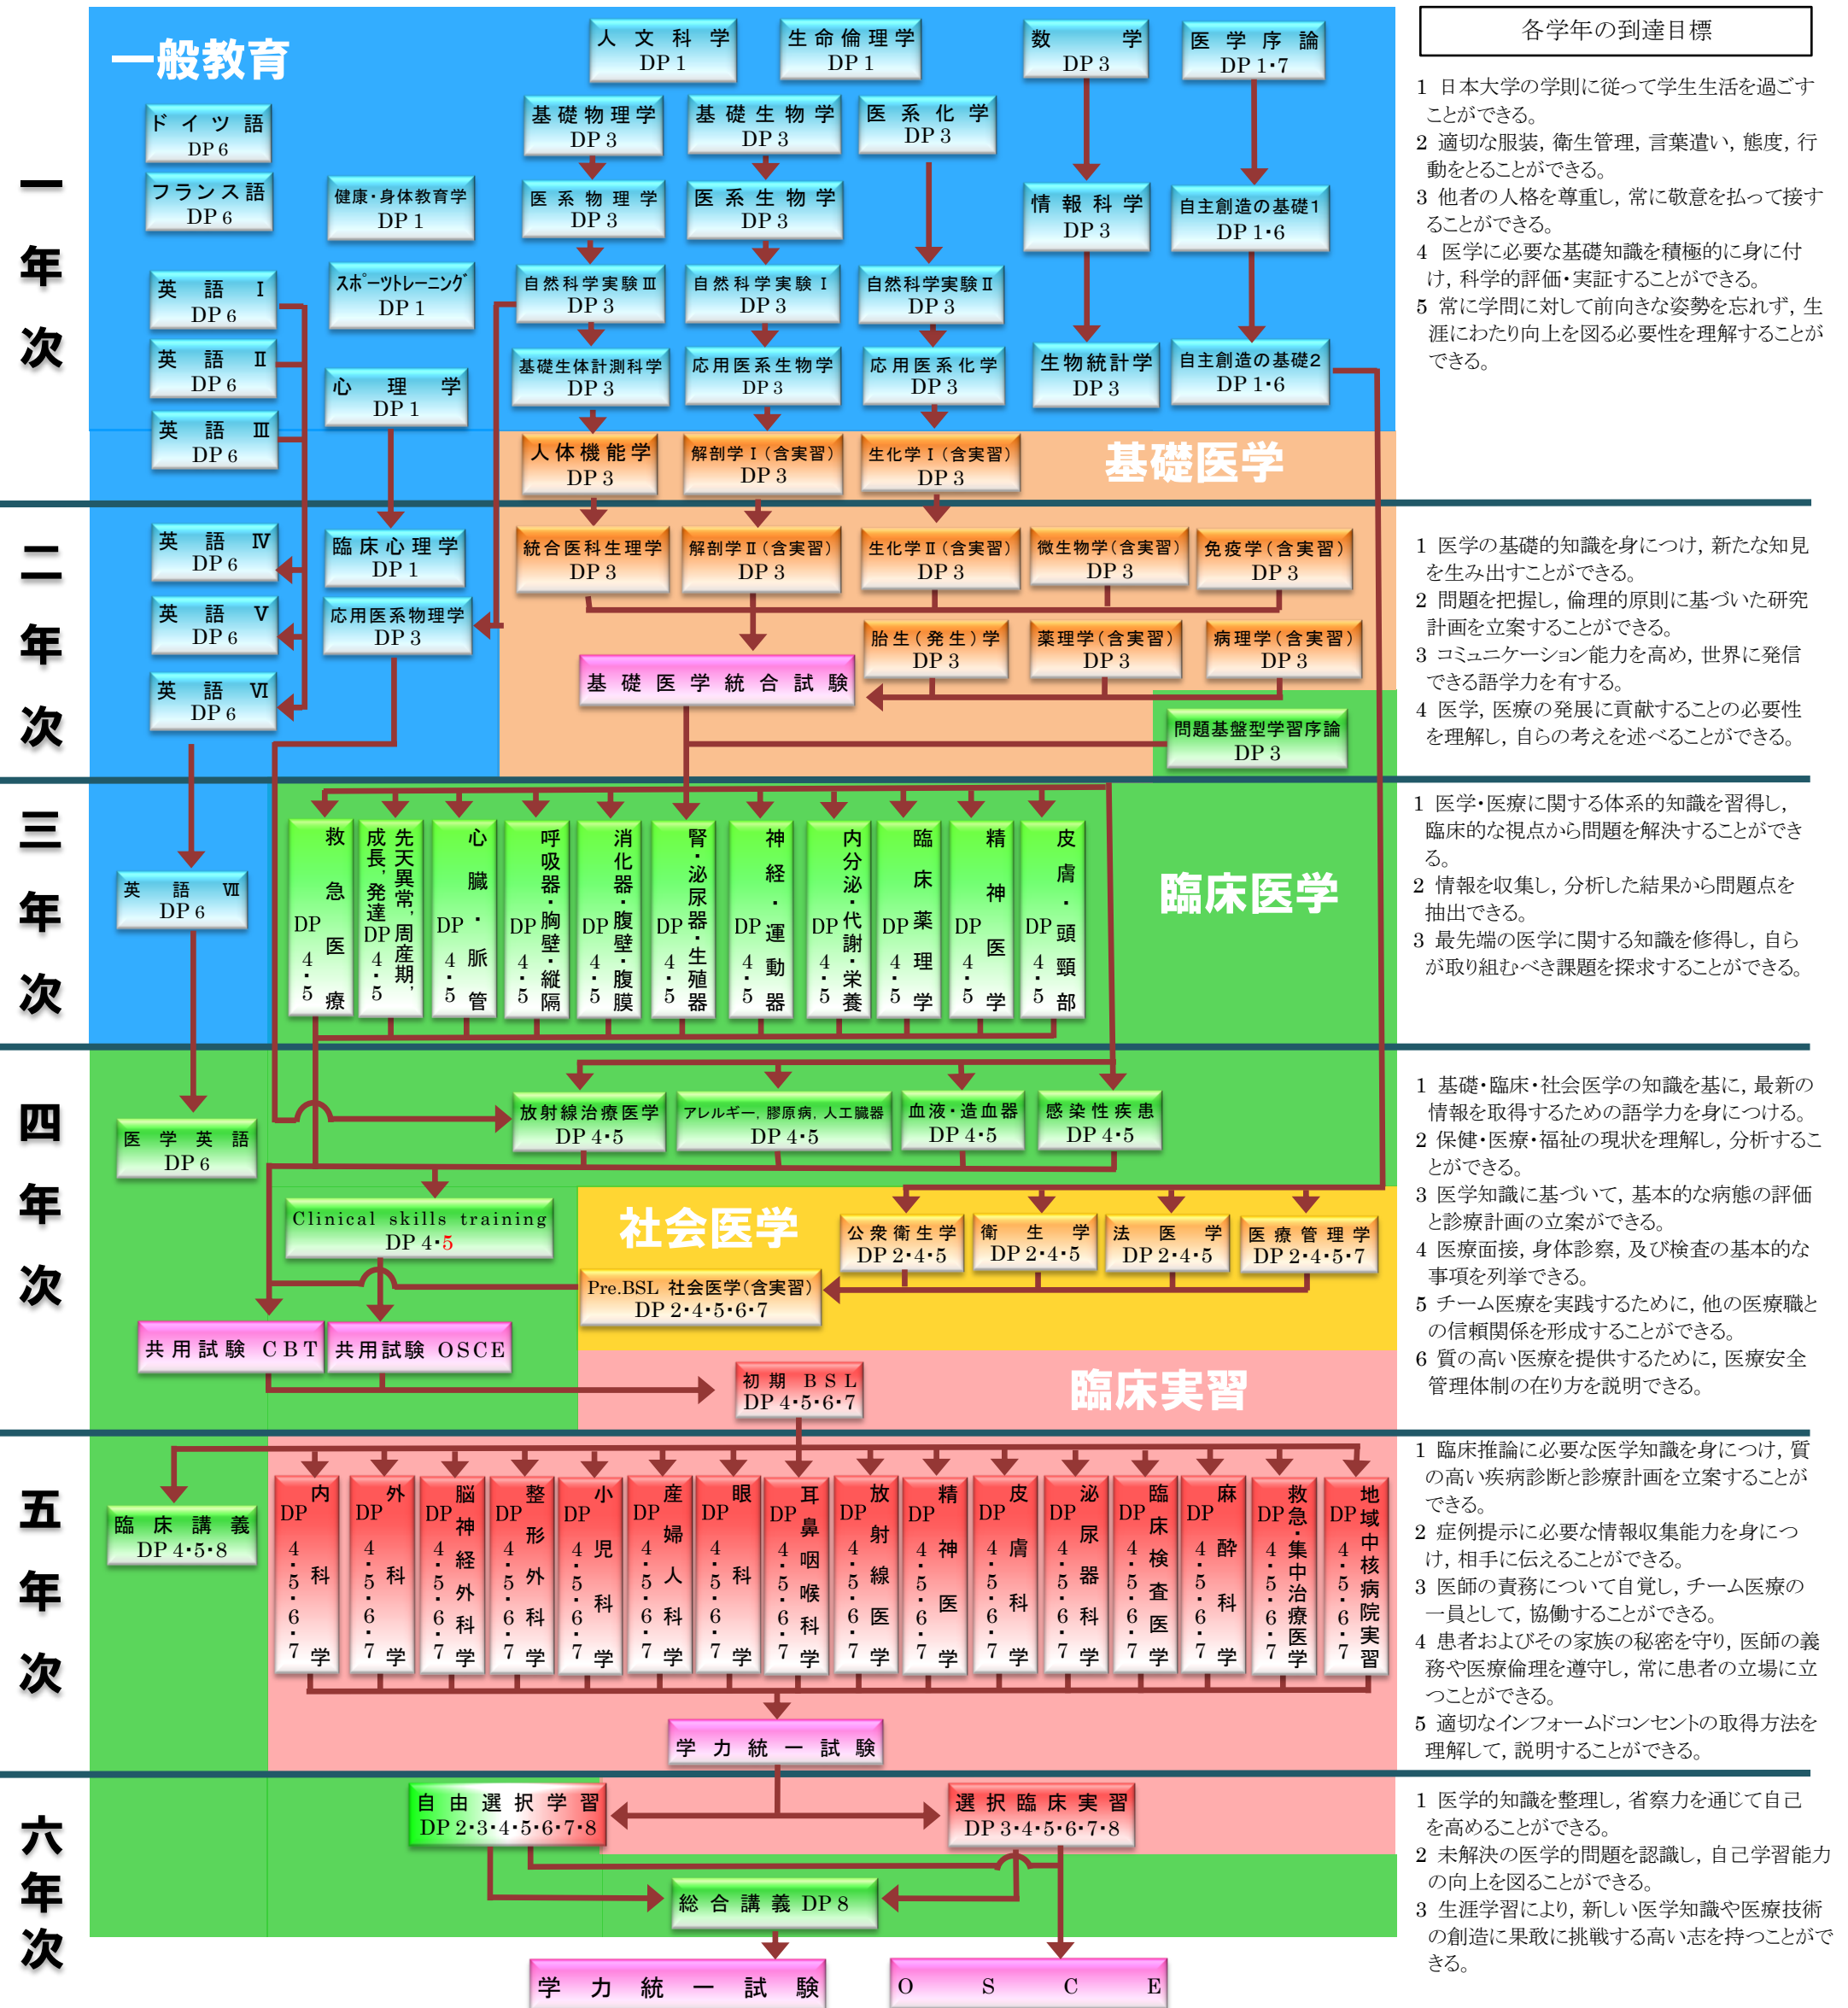 一般教育
人文科学
DP 1
生命倫理学
DP 1
数学
DP 3
医学序論
DP 1・7
ドイツ語
DP 6
基礎物理学
DP 3
基礎生物学
DP 3
医系化学
DP 3
フランス語
DP 6
健康・身体教育学
DP 1
医系物理学
DP 3
医系生物学
DP 3
情報科学
DP 3
自主創造の基礎1
DP 1・6
英語Ⅰ
DP 6
スポーツトレーニング
DP 1
自然科学実験Ⅲ
DP 3
自然科学実験Ⅰ
DP 3
自然科学実験Ⅱ
DP 3
英語Ⅱ
DP 6
心理学
DP 1
基礎生体計測科学
DP 3
応用医系生物学
DP 3
応用医系化学
DP 3
生物統計学
DP 3
自主創造の基礎2
DP 1・6
英語Ⅲ
DP 6
人体機能学
DP 3
解剖学Ⅰ(含実習)
DP 3
生化学Ⅰ(含実習)
DP 3
基礎医学
一年次
各学年の到達目標
1 日本大学の学則に従って学生生活を過ごす
ことができる。
2 適切な服装，衛生管理，言葉遣い，態度，行
動をとることができる。
3 他者の人格を尊重し，常に敬意を払って接す
ることができる。
4 医学に必要な基礎知識を積極的に身に付
け，科学的評価・実証することができる。
5 常に学問に対して前向きな姿勢を忘れず，生
涯にわたり向上を図る必要性を理解することが
できる。
二年次
英語Ⅳ
DP 6
臨床心理学
DP 1
統合医科生理学
DP 3
解剖学Ⅱ(含実習)
DP 3
生化学Ⅱ(含実習)
DP 3
微生物学(含実習)
DP 3
免疫学(含実習)
DP 3
英語Ⅴ
DP 6
応用医系物理学
DP 3
胎生(発生)学
DP 3
薬理学(含実習)
DP 3
病理学(含実習)
DP 3
英語Ⅵ
DP 6
基礎医学統合試験
問題基盤型学習序論
DP 3
1 医学の基礎的知識を身につけ，新たな知見
を生み出すことができる。
2 問題を把握し，倫理的原則に基づいた研究
計画を立案することができる。
3 コミュニケーション能力を高め，世界に発信
できる語学力を有する。
4 医学，医療の発展に貢献することの必要性
を理解し，自らの考えを述べることができる。
三年次
英語Ⅶ
DP 6
救急医療
DP 4・5
先天異常，周産期，
成長，発達
DP 4・5
心臓・脈管
DP 4・5
呼吸器・胸壁・縦隔
DP 4・5
消化器・腹壁・腹膜
DP 4・5
腎・泌尿器・生殖器
DP 4・5
神経・運動器
DP 4・5
内分泌・代謝・栄養
DP 4・5
臨床薬理学
DP 4・5
精神医学
DP 4・5
皮膚・頭頸部
DP 4・5
臨床医学
1 医学・医療に関する体系的知識を習得し，
臨床的な視点から問題を解決することができ
る。
2 情報を収集し，分析した結果から問題点を
抽出できる。
3 最先端の医学に関する知識を修得し，自ら
が取り組むべき課題を探求することができる。
四年次
医学英語
DP 6
放射線治療医学
DP 4・5
アレルギー，膠原病，人工臓器
DP 4・5
血液・造血器
DP 4・5
感染性疾患
DP 4・5
Clinical skills training
DP 4・5
社会医学
公衆衛生学
DP 2・4・5
衛生学
DP 2・4・5
法医学
DP 2・4・5
医療管理学
DP 2・4・5・7
Pre.BSL 社会医学(含実習)
DP 2・4・5・6・7
共用試験 CBT
共用試験 OSCE
初期 BSL
DP 4・5・6・7
臨床実習
1 基礎・臨床・社会医学の知識を基に，最新の
情報を取得するための語学力を身につける。
2 保健・医療・福祉の現状を理解し，分析するこ
とができる。
3 医学知識に基づいて，基本的な病態の評価
と診療計画の立案ができる。
4 医療面接，身体診察，及び検査の基本的な
事項を列挙できる。
5 チーム医療を実践するために，他の医療職と
の信頼関係を形成することができる。
6 質の高い医療を提供するために，医療安全
管理体制の在り方を説明できる。
五年次
臨床講義
DP 4・5・8
内科学
DP 4・5・6・7
外科学
DP 4・5・6・7
脳神経外科学
DP 4・5・6・7
整形外科学
DP 4・5・6・7
小児科学
DP 4・5・6・7
産婦人科学
DP 4・5・6・7
眼科学
DP 4・5・6・7
耳鼻咽喉科学
DP 4・5・6・7
放射線医学
DP 4・5・6・7
精神医学
DP 4・5・6・7
皮膚科学
DP 4・5・6・7
泌尿器科学
DP 4・5・6・7
臨床検査医学
DP 4・5・6・7
麻酔科学
DP 4・5・6・7
救急・集中治療医学
DP 4・5・6・7
地域中核病院実習
DP 4・5・6・7
学力統一試験
1 臨床推論に必要な医学知識を身につけ，質
の高い疾病診断と診療計画を立案することが
できる。
2 症例提示に必要な情報収集能力を身につ
け，相手に伝えることができる。
3 医師の責務について自覚し，チーム医療の
一員として，協働することができる。
4 患者およびその家族の秘密を守り，医師の義
務や医療倫理を遵守し，常に患者の立場に立
つことができる。
5 適切なインフォームドコンセントの取得方法を
理解して，説明することができる。
六年次
自由選択学習
DP 2・3・4・5・6・7・8
選択臨床実習
DP 3・4・5・6・7・8
総合講義 DP 8
学力統一試験
OSCE
1 医学的知識を整理し，省察力を通じて自己
を高めることができる。
2 未解決の医学的問題を認識し，自己学習能力
の向上を図ることができる。
3 生涯学習により，新しい医学知識や医療技術
の創造に果敢に挑戦する高い志を持つことがで
きる。